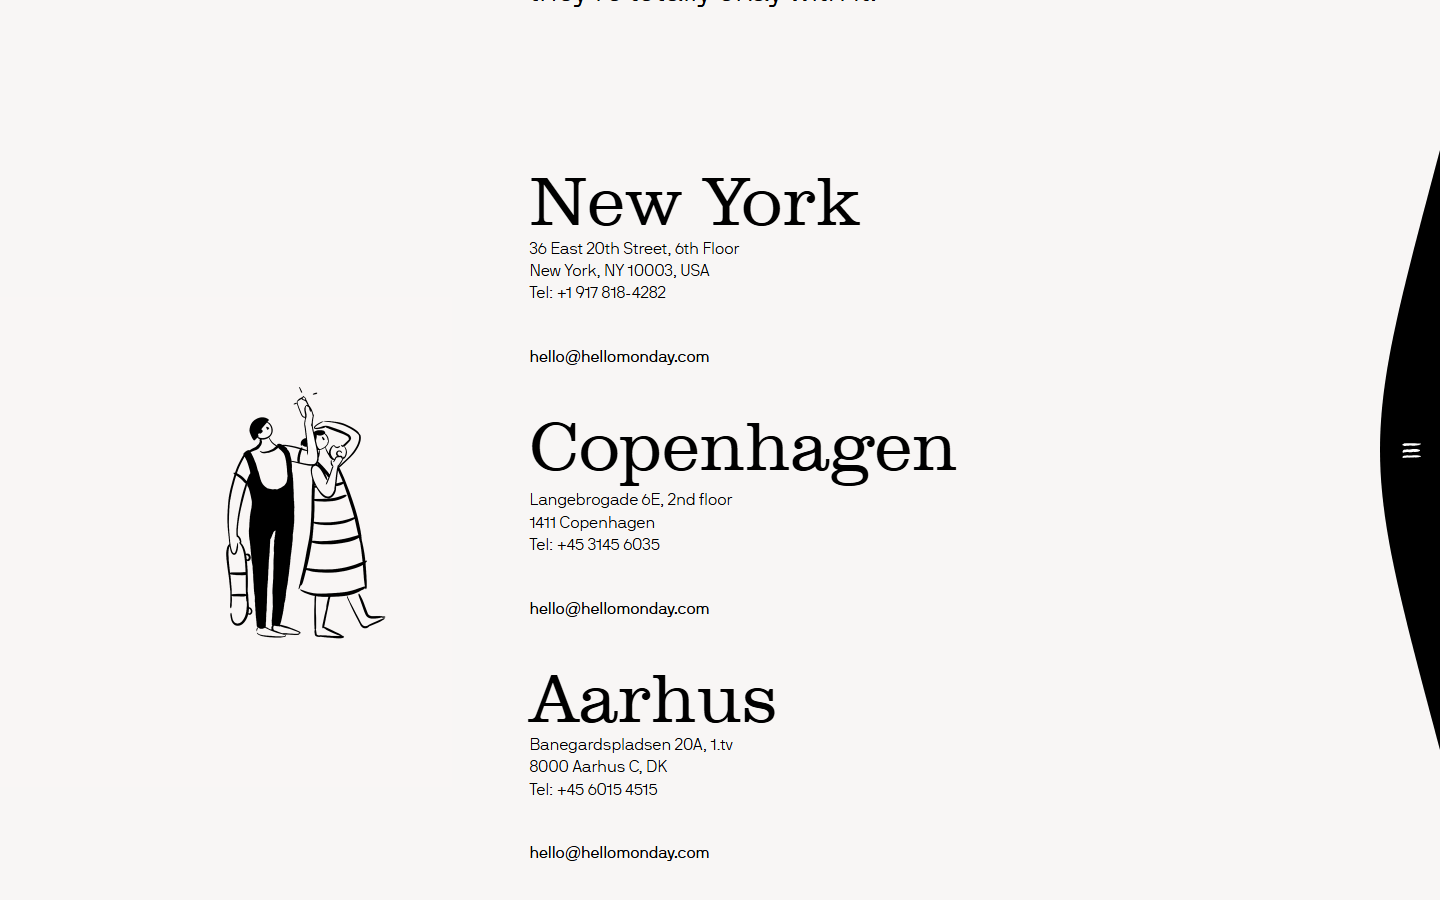 New York
36 East 20th Street, 6th Floor
New York, NY 10003, USA
Tel: +1 917 818-4282
hello@hellomonday.com
Copenhagen
Langebrogade 6E, 2nd floor
1411 Copenhagen
Tel: +45 3145 6035
hello@hellomonday.com
Aarhus
Banegardspladsen 20A, 1.tv
8000 Aarhus C, DK
Tel: +45 6015 4515
hello@hellomonday.com